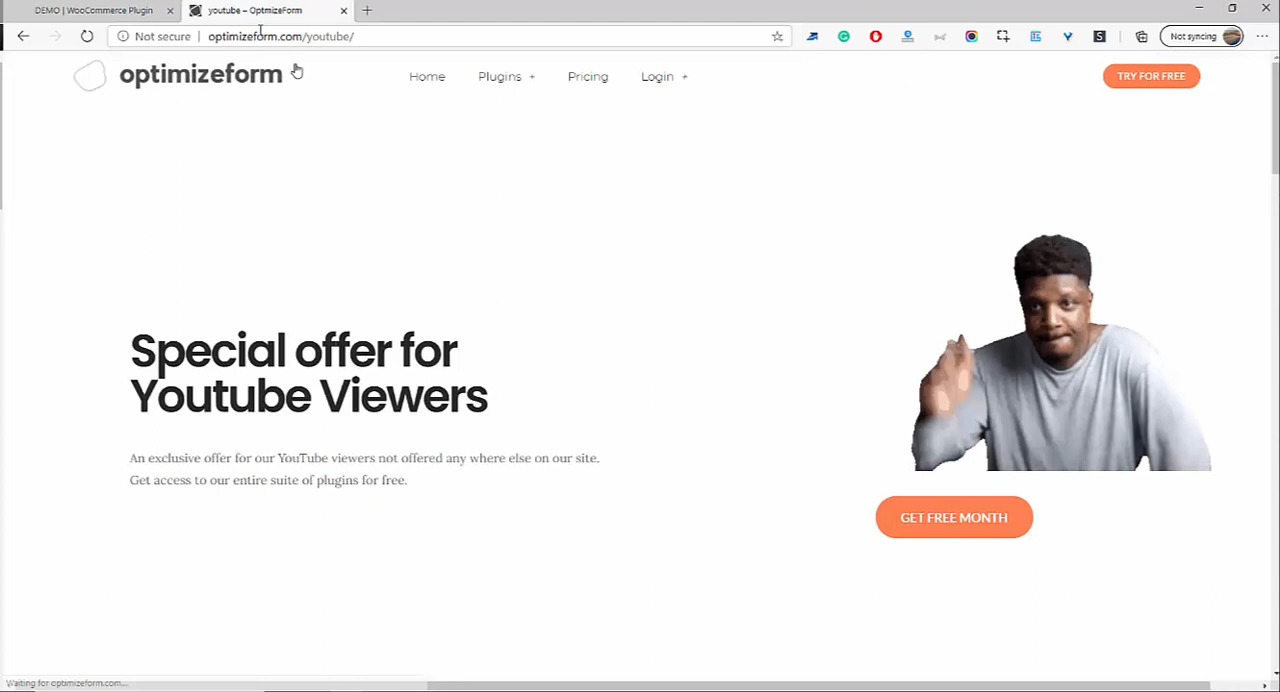 DEMO | WooCommerce Plugin
youtube – OptmizeForm
Not secure
optimizeform.com/youtube/
Not syncing
optimizeform
Home
Plugins +
Pricing
Login +
TRY FOR FREE
Special offer for
Youtube Viewers
An exclusive offer for our YouTube viewers not offered any where else on our site.
Get access to our entire suite of plugins for free.
GET FREE MONTH
Waiting for optimizeform.com...